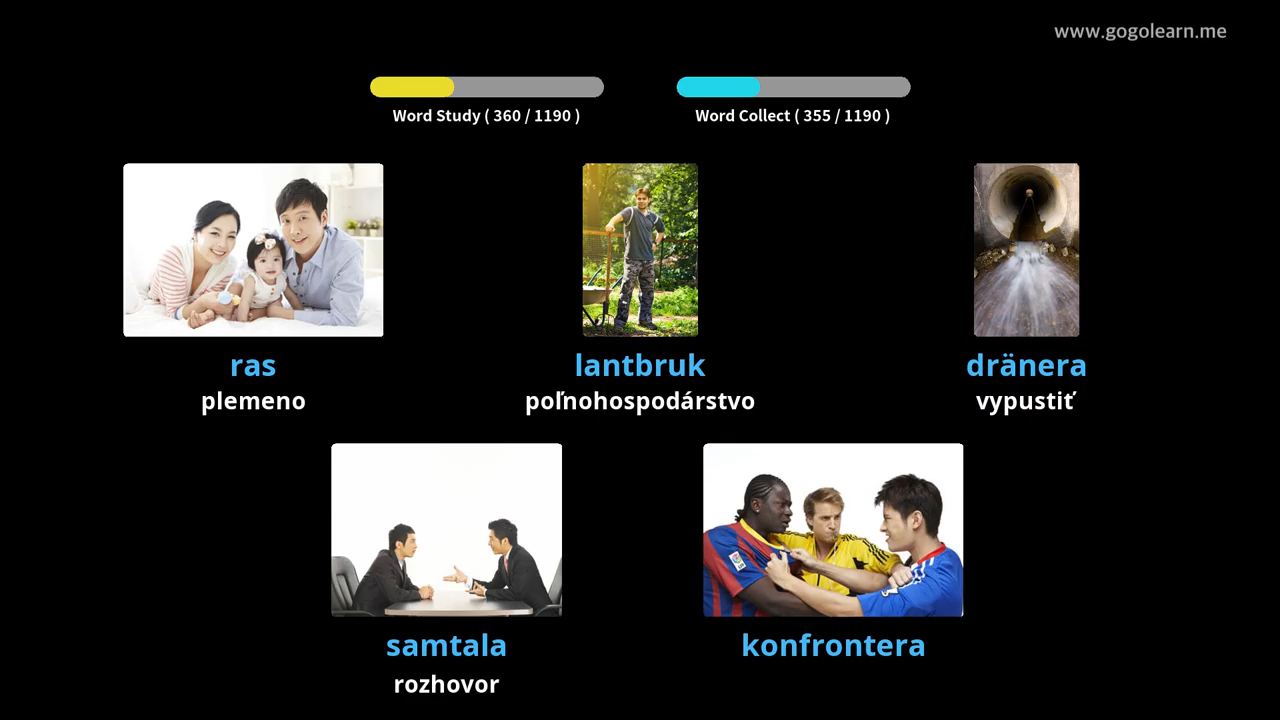 www.gogolearn.me
Word Study ( 360 / 1190 )
Word Collect ( 355 / 1190 )
ras
lantbruk
dränera
plemeno
poľnohospodárstvo
vypustiť
samtala
konfrontera
rozhovor